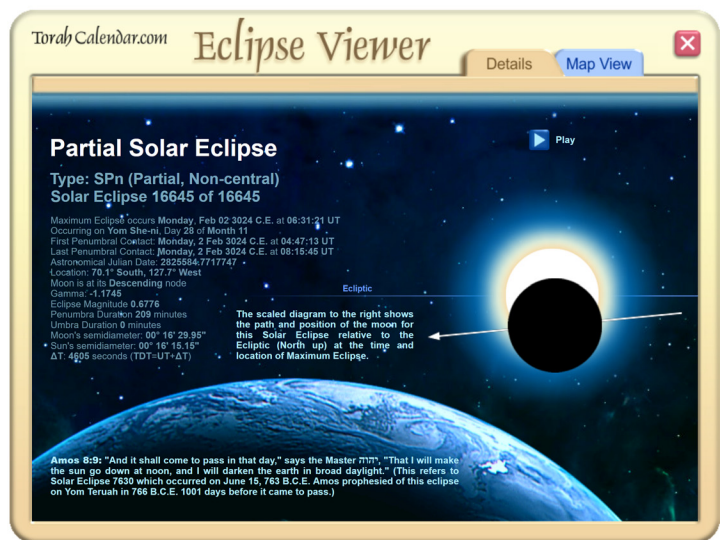 Torah Calendar.com
Eclipse Viewer
Details
Map View
Play
Partial Solar Eclipse
Type: SPn (Partial, Non-central)
Solar Eclipse 16645 of 16645
Maximum Eclipse occurs Monday, Feb 02 3024 C.E. at 06:31:21 UT
Occurring on Yom She-ni, Day 28 of Month 11
First Penumbral Contact: Monday, 2 Feb 3024 C.E. at 04:47:13 UT
Last Penumbral Contact: Monday, 2 Feb 3024 C.E. at 08:15:45 UT
Astronomical Julian Date: 2825584.7717747
Location: 70.1° South, 127.7° West
Moon is at its Descending node
Gamma: -1.1745
Eclipse Magnitude 0.6776
Penumbra Duration 209 minutes
Umbra Duration 0 minutes
Moon's semidiameter: 00° 16' 29.95"
Sun's semidiameter: 00° 16' 15.15"
ΔT: 4605 seconds (TDT=UT+ΔT)
Ecliptic
The scaled diagram to the right shows
the path and position of the moon for
this Solar Eclipse relative to the
Ecliptic (North up) at the time and
location of Maximum Eclipse.
Amos 8:9: "And it shall come to pass in that day," says the Master יהוה, "That I will make
the sun go down at noon, and I will darken the earth in broad daylight." (This refers to
Solar Eclipse 7630 which occurred on June 15, 763 B.C.E. Amos prophesied of this eclipse
on Yom Teruah in 766 B.C.E. 1001 days before it came to pass.)